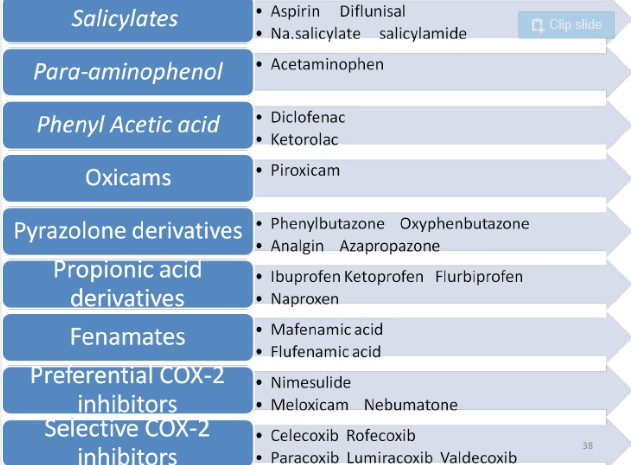 Salicylates
• Aspirin Diflunisal
• Na.salicylate salicylamide
Clip slide
Para-aminophenol
• Acetaminophen
Phenyl Acetic acid
• Diclofenac
• Ketorolac
Oxicams
• Piroxicam
Pyrazolone derivatives
• Phenylbutazone Oxyphenbutazone
• Analgin Azapropazone
Propionic acid
derivatives
• Ibuprofen Ketoprofen Flurbiprofen
• Naproxen
Fenamates
• Mafenamic acid
• Flufenamic acid
Preferential COX-2
inhibitors
• Nimesulide
• Meloxicam Nebumatone
Selective COX-2
inhibitors
• Celecoxib Rofecoxib
• Paracoxib Lumiracoxib Valdecoxib
38